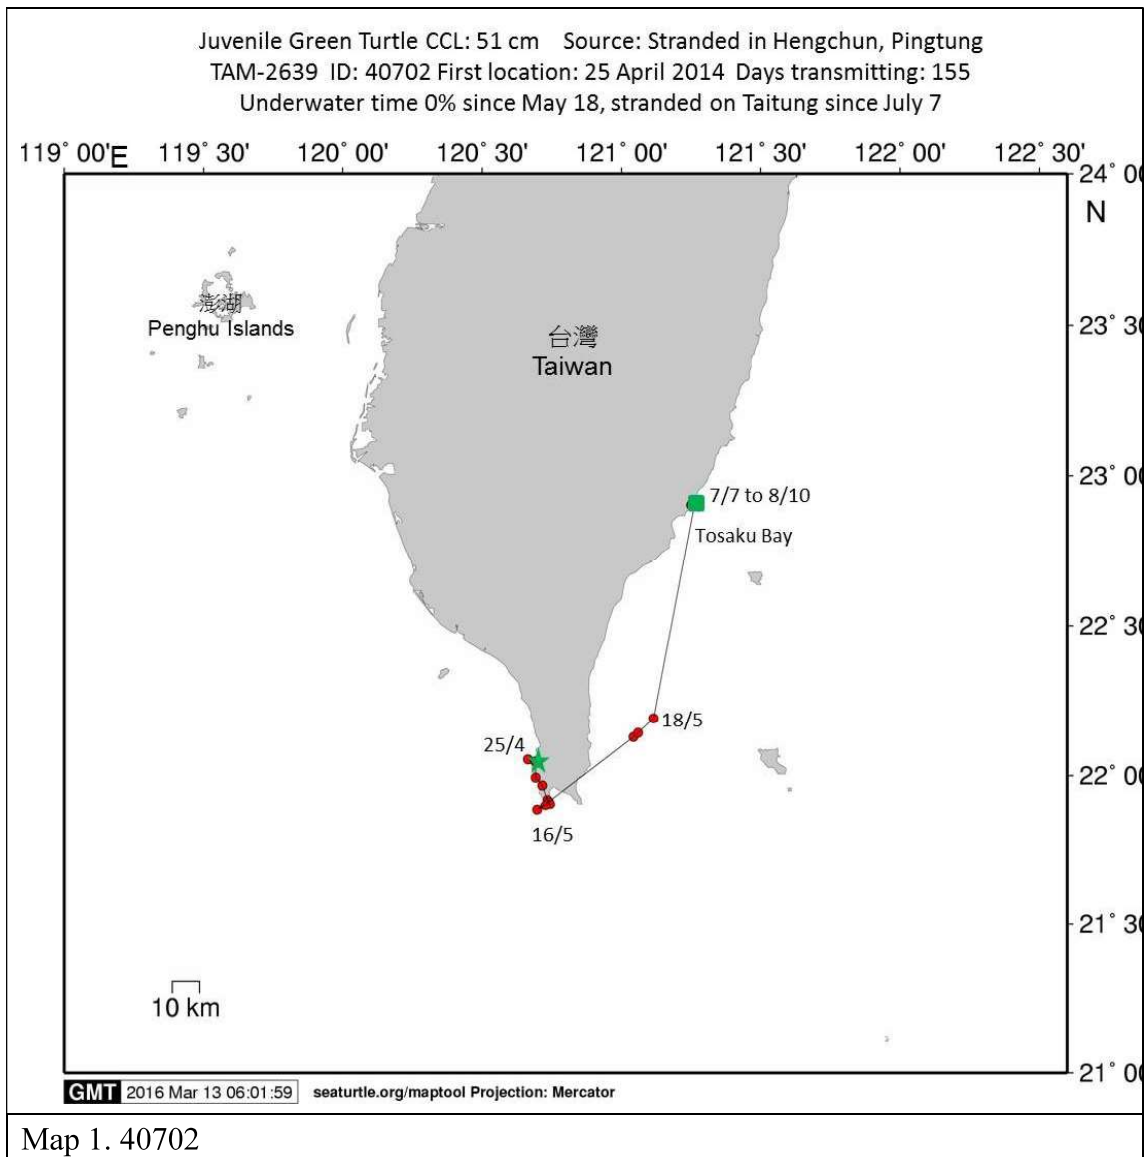 Juvenile Green Turtle CCL: 51 cm Source: Stranded in Hengchun, Pingtung
TAM-2639 ID: 40702 First location: 25 April 2014 Days transmitting: 155
Underwater time 0% since May 18, stranded on Taitung since July 7
119° 00'E 119° 30' 120° 00' 120° 30' 121° 00' 121° 30' 122° 00' 122° 30'
24° 00
N
澎湖
Penghu Islands
台灣
Taiwan
23° 30
23° 00
7/7 to 8/10
Tosaku Bay
22° 30
18/5
25/4
22° 00
16/5
21° 30
10 km
21° 00
GMT 2016 Mar 13 06:01:59 seaturtle.org/maptool Projection: Mercator
Map 1. 40702